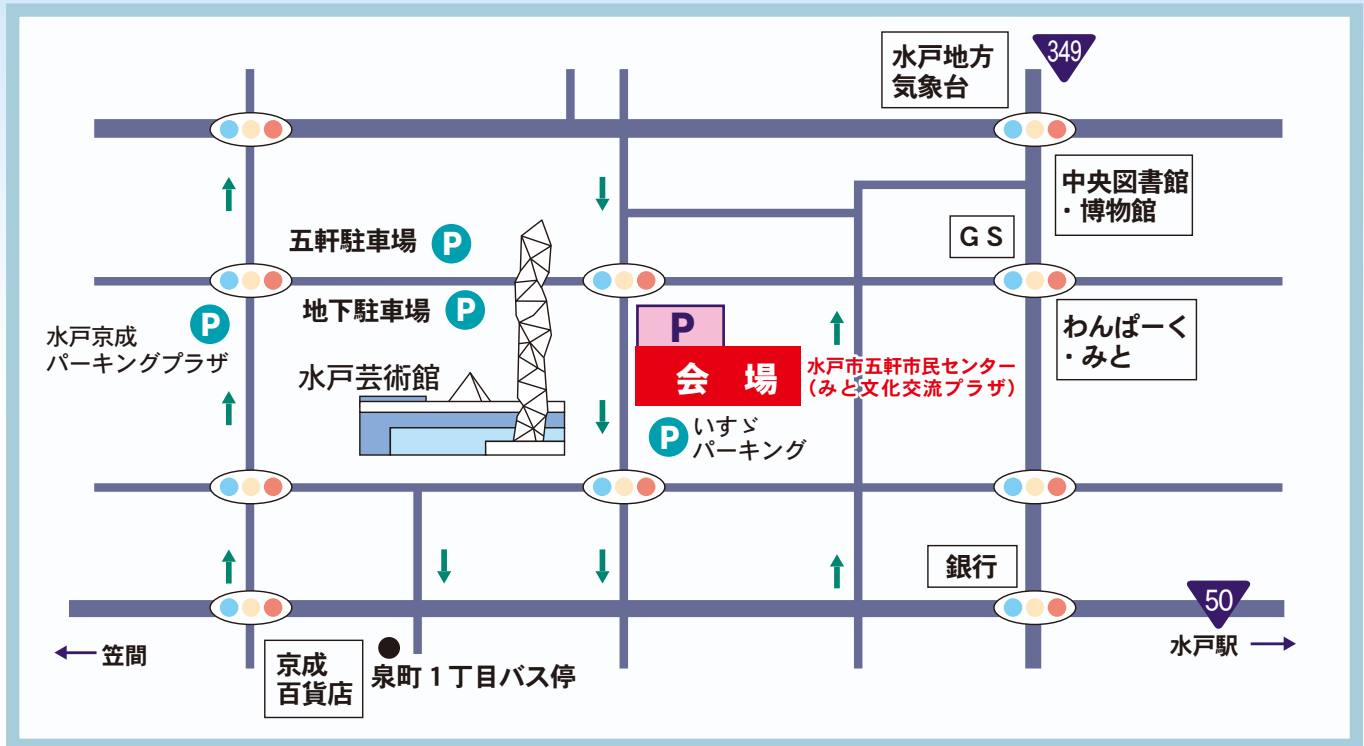 水戸地方
気象台
349
中央図書館
・博物館
五軒駐車場 P
ＧＳ
地下駐車場 P
水戸京成
パーキングプラザ
P
P
わんぱーく
・みと
水戸芸術館
会場
水戸市五軒市民センター
（みと文化交流プラザ）
P いすゞ
パーキング
銀行
50
笠間
水戸駅
京成
百貨店
泉町１丁目バス停